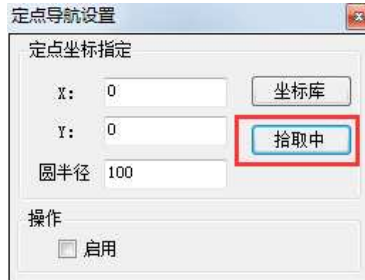 定点导航设置
定点坐标指定
X: 0 坐标库
Y: 0 拾取中
圆半径 100
操作
启用